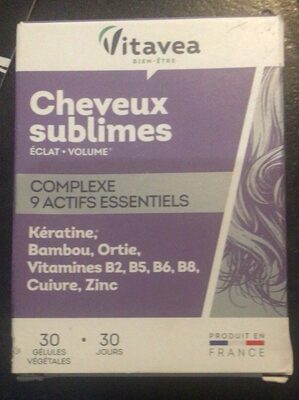 Vitavea
BIEN-ÊTRE
Cheveux
sublimes
ÉCLAT • VOLUME*
COMPLEXE
9 ACTIFS ESSENTIELS
Kératine,
Bambou, Ortie,
Vitamines B2, B5, B6, B8,
Cuivre, Zinc
30 • 30
GÉLULES JOURS
VÉGÉTALES
PRODUIT EN
FRANCE